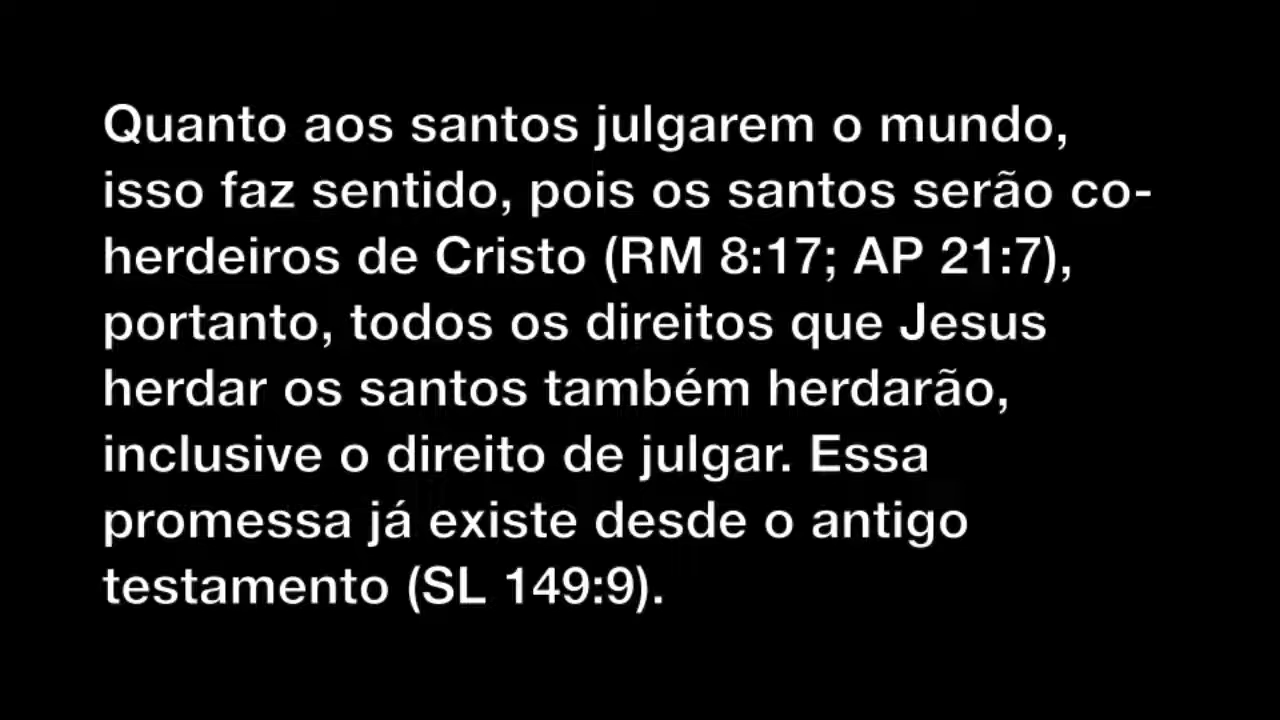 Quanto aos santos julgarem o mundo,
isso faz sentido, pois os santos serão co-
herdeiros de Cristo (RM 8:17; AP 21:7),
portanto, todos os direitos que Jesus
herdar os santos também herdarão,
inclusive o direito de julgar. Essa
promessa já existe desde o antigo
testamento (SL 149:9).